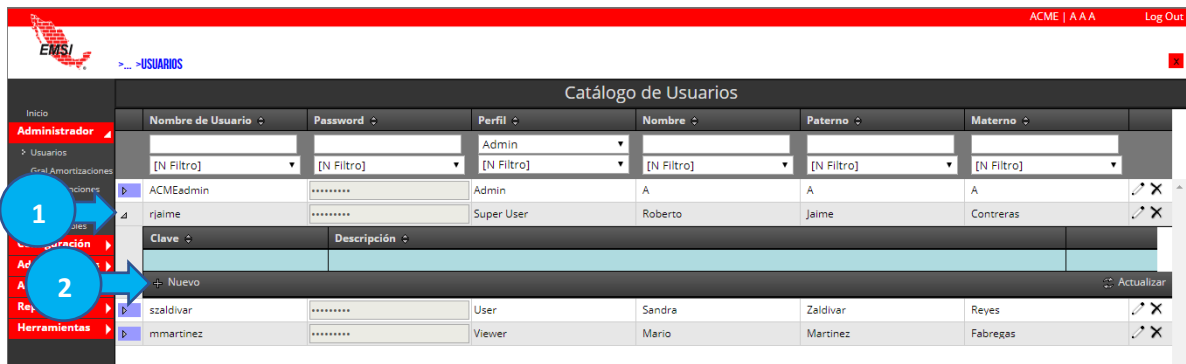 ACME | A A A Log Out
EMSI
>... >USUARIOS
x
Catálogo de Usuarios
Inicio
Administrador
> Usuarios
Gral.Amortizaciones
Nombre de Usuario Password Perfil Nombre Paterno Materno
Admin
[N Filtro] [N Filtro] [N Filtro] [N Filtro] [N Filtro] [N Filtro]
ACMEadmin ••••••••• Admin A A A
1
rjaime ••••••••• Super User Roberto Jaime Contreras
Clave Descripción
2
Nuevo Actualizar
szaldivar ••••••••• User Sandra Zaldivar Reyes
Herramientas
mmartinez ••••••••• Viewer Mario Martinez Fabregas